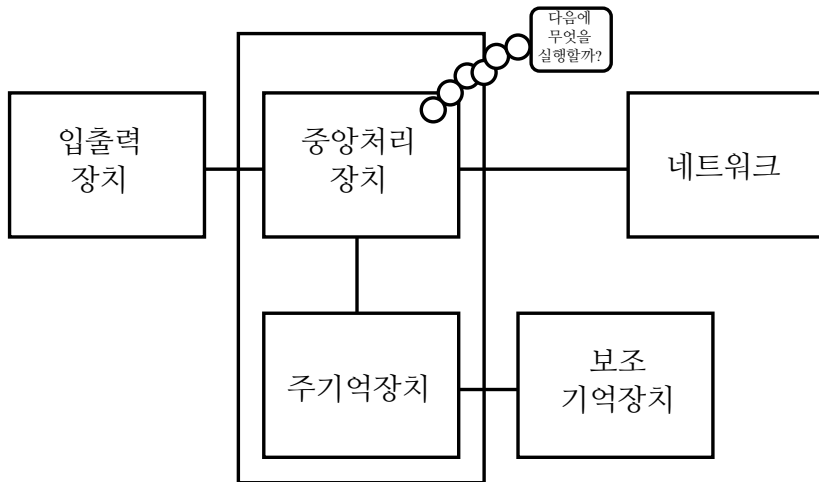 다음에
무엇을
실행할까?
입출력
장치
중앙처리
장치
네트워크
주기억장치
보조
기억장치